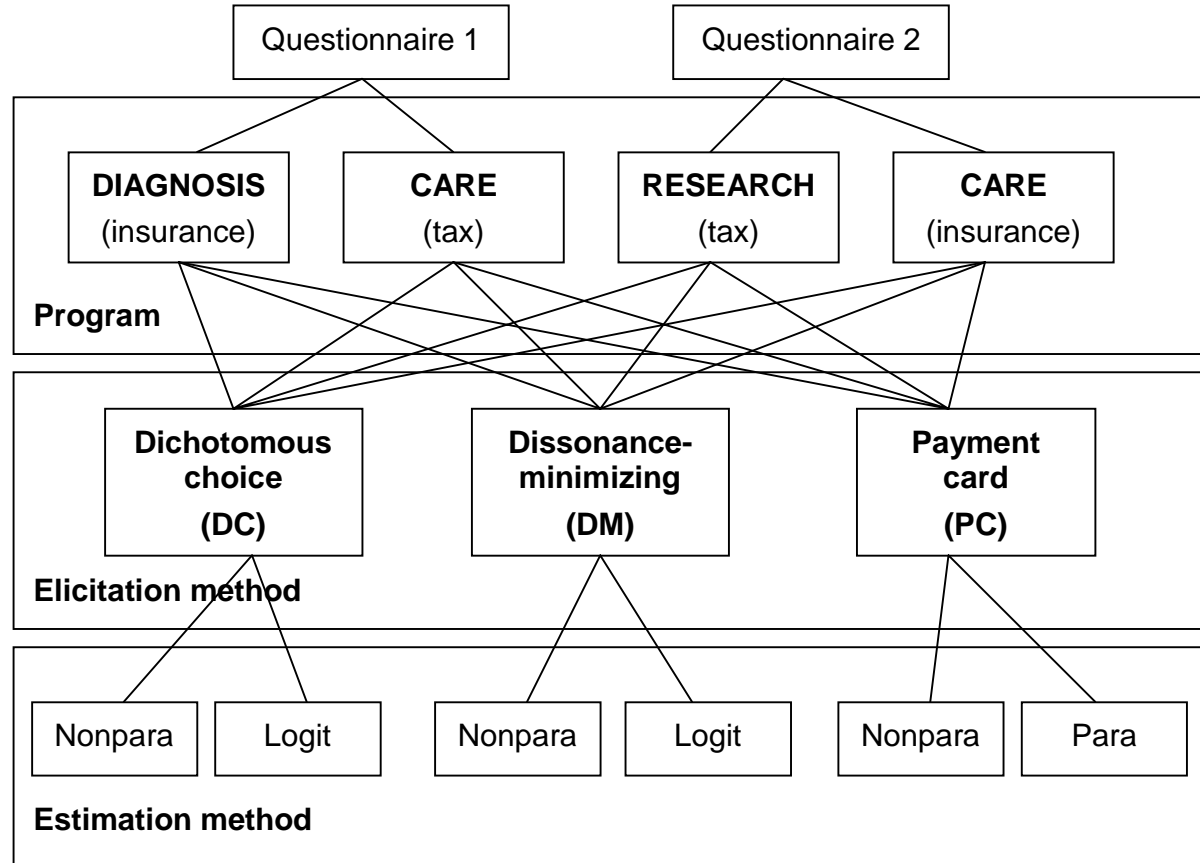 Questionnaire 1
Questionnaire 2
DIAGNOSIS
(insurance)
CARE
(tax)
RESEARCH
(tax)
CARE
(insurance)
Program
Dichotomous
choice
(DC)
Dissonance-
minimizing
(DM)
Payment
card
(PC)
Elicitation method
Nonpara
Logit
Nonpara
Logit
Nonpara
Para
Estimation method